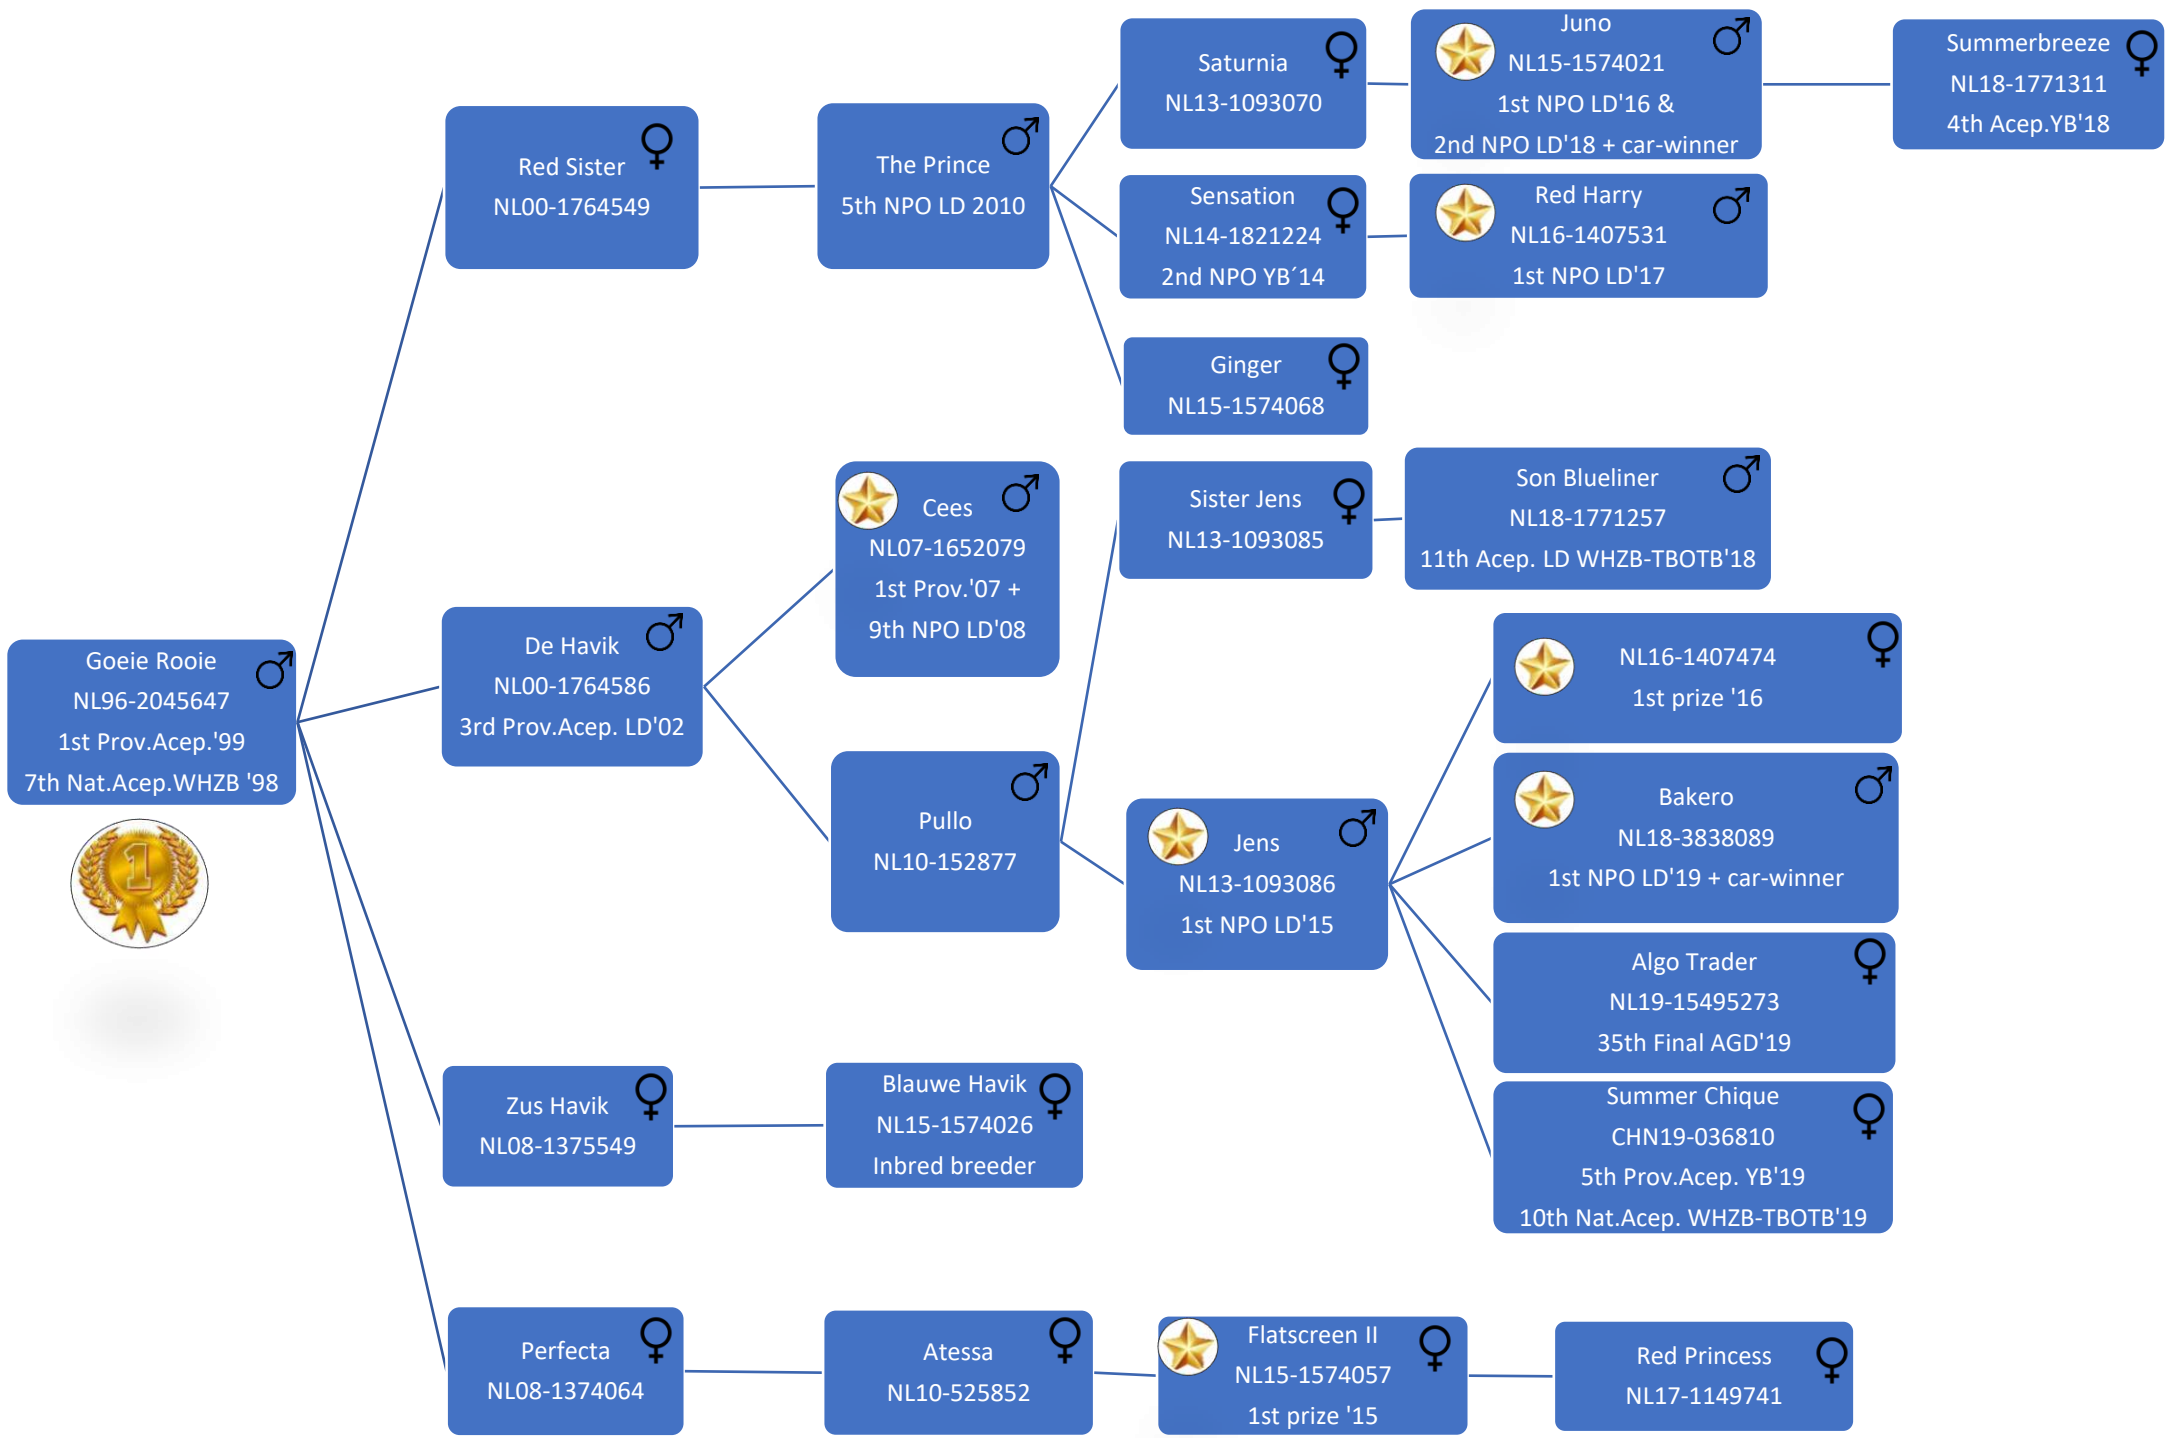 Goeie Rooie
NL96-2045647
1st Prov.Acep.'99
7th Nat.Acep.WHZB '98
1
Red Sister
NL00-1764549
The Prince
5th NPO LD 2010
Saturnia
NL13-1093070
Juno
NL15-1574021
1st NPO LD'16 &
2nd NPO LD'18 + car-winner
Summerbreeze
NL18-1771311
4th Acep.YB'18
Sensation
NL14-1821224
2nd NPO YB´14
Red Harry
NL16-1407531
1st NPO LD'17
Ginger
NL15-1574068
De Havik
NL00-1764586
3rd Prov.Acep. LD'02
Cees
NL07-1652079
1st Prov.'07 +
9th NPO LD'08
Pullo
NL10-152877
Sister Jens
NL13-1093085
Son Blueliner
NL18-1771257
11th Acep. LD WHZB-TBOTB'18
Jens
NL13-1093086
1st NPO LD'15
NL16-1407474
1st prize '16
Bakero
NL18-3838089
1st NPO LD'19 + car-winner
Algo Trader
NL19-15495273
35th Final AGD'19
Summer Chique
CHN19-036810
5th Prov.Acep. YB'19
10th Nat.Acep. WHZB-TBOTB'19
Zus Havik
NL08-1375549
Blauwe Havik
NL15-1574026
Inbred breeder
Perfecta
NL08-1374064
Atessa
NL10-525852
Flatscreen II
NL15-1574057
1st prize '15
Red Princess
NL17-1149741